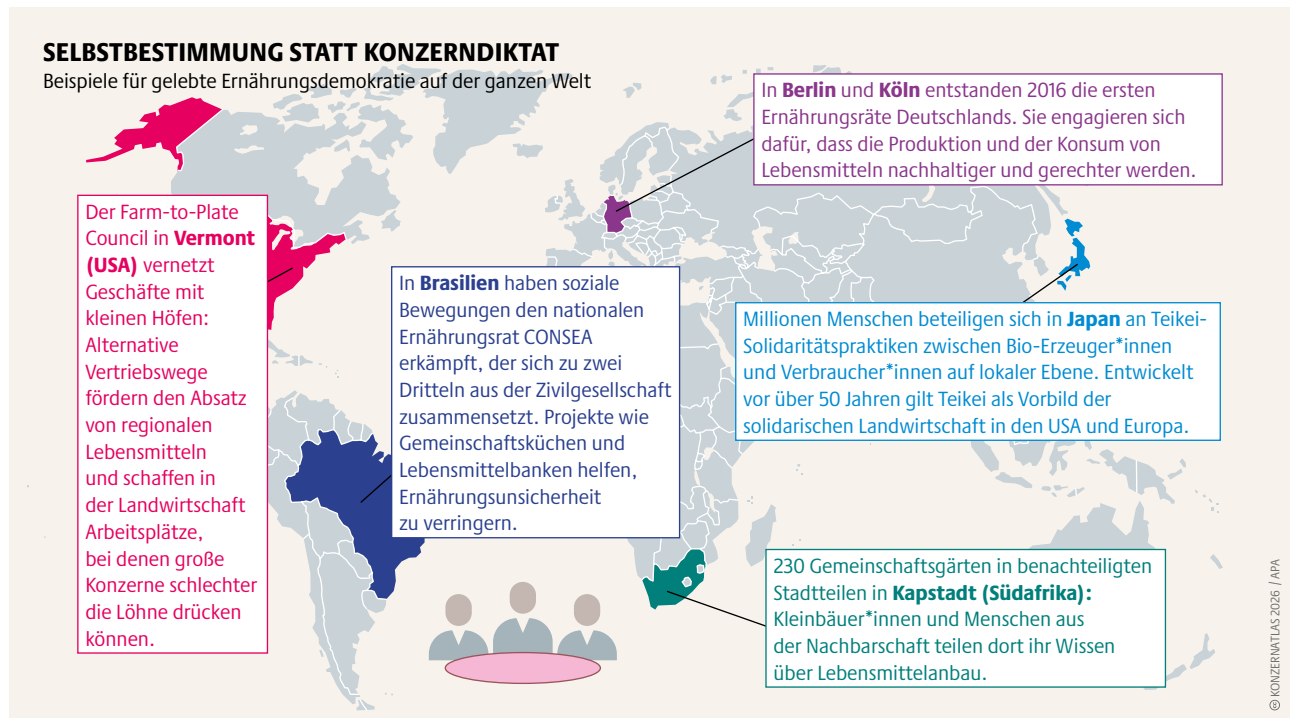 SELBSTBESTIMMUNG STATT KONZERNDIKTAT
Beispiele für gelebte Ernährungsdemokratie auf der ganzen Welt
In Berlin und Köln entstanden 2016 die ersten
Ernährungsräte Deutschlands. Sie engagieren sich
dafür, dass die Produktion und der Konsum von
Lebensmitteln nachhaltiger und gerechter werden.
Der Farm-to-Plate
Council in Vermont
(USA) vernetzt
Geschäfte mit
kleinen Höfen:
Alternative
Vertriebswege
fördern den Absatz
von regionalen
Lebensmitteln
und schaffen in
der Landwirtschaft
Arbeitsplätze,
bei denen große
Konzerne schlechter
die Löhne drücken
können.
In Brasilien haben soziale
Bewegungen den nationalen
Ernährungsrat CONSEA
erkämpft, der sich zu zwei
Dritteln aus der Zivilgesellschaft
zusammensetzt. Projekte wie
Gemeinschaftsküchen und
Lebensmittelbanken helfen,
Ernährungsunsicherheit
zu verringern.
Millionen Menschen beteiligen sich in Japan an Teikei-
Solidaritätspraktiken zwischen Bio-Erzeuger*innen
und Verbraucher*innen auf lokaler Ebene. Entwickelt
vor über 50 Jahren gilt Teikei als Vorbild der
solidarischen Landwirtschaft in den USA und Europa.
230 Gemeinschaftsgärten in benachteiligten
Stadtteilen in Kapstadt (Südafrika):
Kleinbäuer*innen und Menschen aus
der Nachbarschaft teilen dort ihr Wissen
über Lebensmittelanbau.
cc KONZERNATLAS 2026 / APA